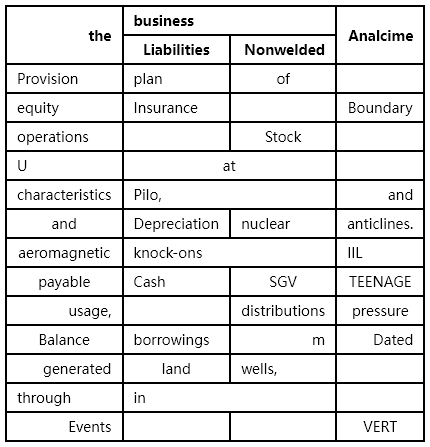 the business Analcime
Liabilities Nonwelded
Provision plan of
equity Insurance Boundary
operations Stock
U at
characteristics Pilo, and
and Depreciation nuclear anticlines.
aeromagnetic knock-ons IIL
payable Cash SGV TEENAGE
usage, distributions pressure
Balance borrowings m Dated
generated land wells,
through in
Events VERT